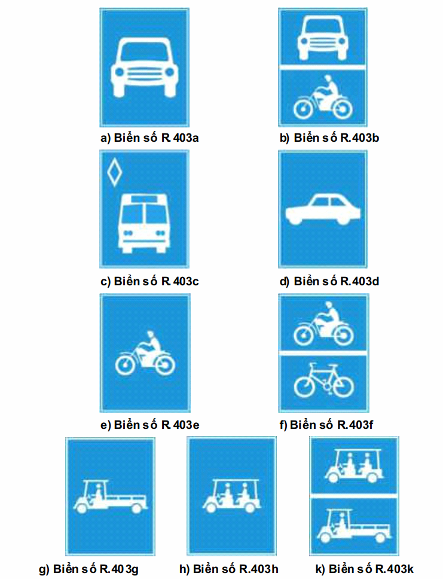 a) Biển số R.403a
b) Biển số R.403b
c) Biển số R.403c
d) Biển số R.403d
e) Biển số R.403e
f) Biển số R.403f
g) Biển số R.403g
h) Biển số R.403h
k) Biển số R.403k